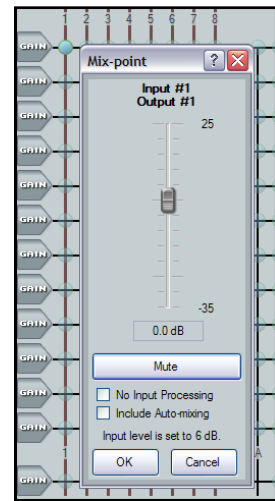 1 2 3 4 5 6 7 8
GAIN
Mix-point
Input #1
Output #1
GAIN
25
GAIN
GAIN
GAIN
GAIN
GAIN
GAIN
-35
GAIN
0.0 dB
GAIN
Mute
GAIN
No Input Processing
Include Auto-mixing
GAIN
Input level is set to 6 dB.
1
A
OK
Cancel
GAIN